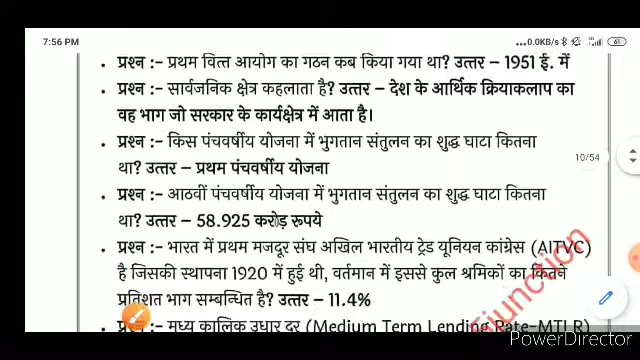 7:56 PM
...0.0KB/s 61
• प्रश्न :- प्रथम वित्त आयोग का गठन कब किया गया था? उत्तर – 1951 ई. में
• प्रश्न :- सार्वजनिक क्षेत्र कहलाता है? उत्तर – देश के आर्थिक क्रियाकलाप का
वह भाग जो सरकार के कार्यक्षेत्र में आता है।
• प्रश्न :- किस पंचवर्षीय योजना में भुगतान संतुलन का शुद्ध घाटा कितना
था? उत्तर – प्रथम पंचवर्षीय योजना
10/54
• प्रश्न :- आठवीं पंचवर्षीय योजना में भुगतान संतुलन का शुद्ध घाटा कितना
था? उत्तर – 58.925 करोड़ रूपये
• प्रश्न :- भारत में प्रथम मजदूर संघ अखिल भारतीय ट्रेड यूनियन कांग्रेस (AITVC)
है जिसकी स्थापना 1920 में हुई थी, वर्तमान में इससे कुल श्रमिकों का कितने
प्रतिशत भाग सम्बन्धित है? उत्तर – 11.4%
• प्रश्न :- मध्य कालिक उधार दर (Medium Term Lending Rate-MTLR)
PowerDirector